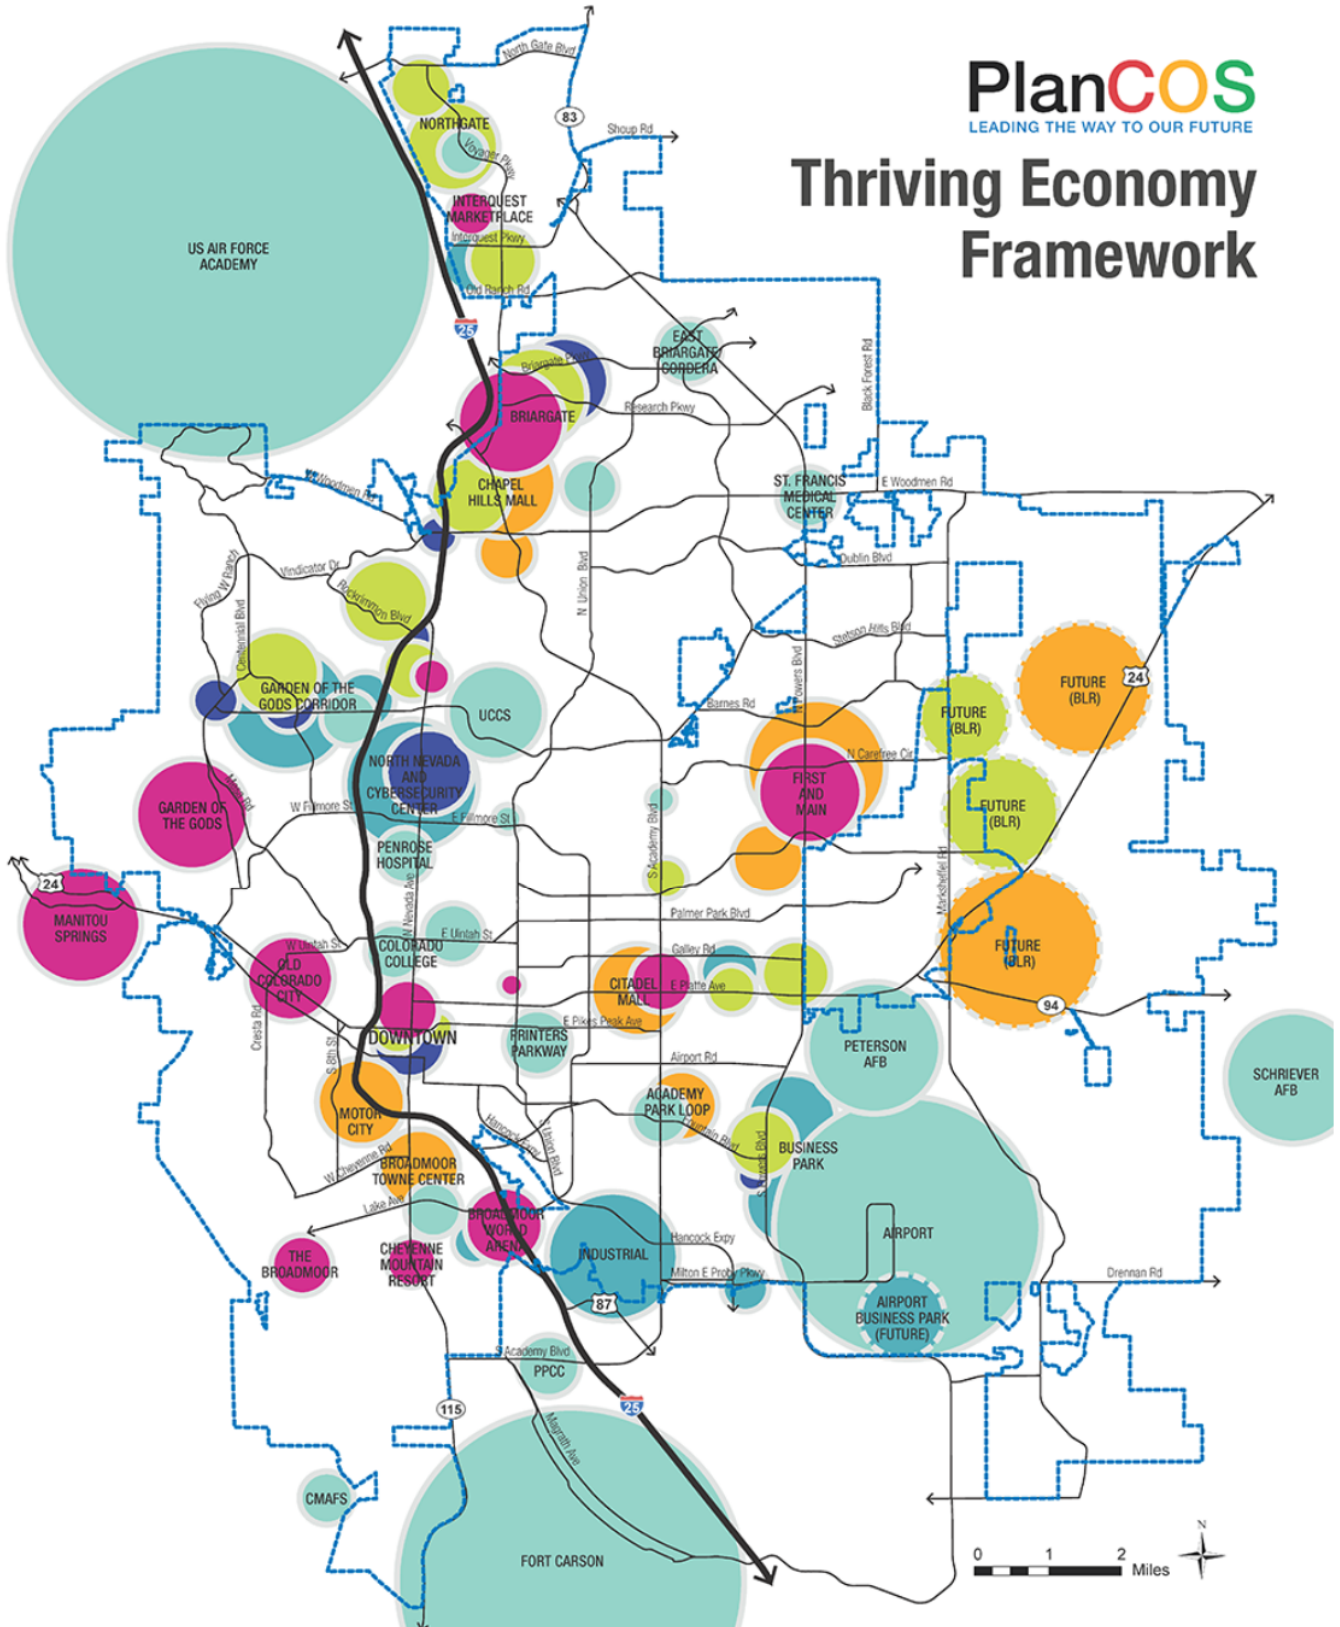 PlanCOS
LEADING THE WAY TO OUR FUTURE
Thriving Economy
Framework
North Gate Blvd
83
NORTHGATE
Voyager Pkwy
Shoup Rd
INTERQUEST
MARKETPLACE
Interquest Pkwy
US AIR FORCE
ACADEMY
Old Ranch Rd
25
EAST
BRIARGATE/
CORDERA
Briargate Pkwy
Black Forest Rd
BRIARGATE
Research Pkwy
CHAPEL
HILLS MALL
W Woodmen Rd
ST. FRANCIS
MEDICAL
CENTER
E Woodmen Rd
Dublin Blvd
Flying W Ranch
Vindicator Dr
Rockrimmon Blvd
N Union Blvd
Centennial Blvd
Stetson Hills Blvd
N Powers Blvd
24
FUTURE
(BLR)
GARDEN OF THE
GODS CORRIDOR
UCCS
Barnes Rd
FUTURE
(BLR)
N Carefree Cir
NORTH NEVADA
AND
CYBERSECURITY
CENTER
FIRST
AND
MAIN
GARDEN OF
THE GODS
W Fillmore St
E Fillmore St
FUTURE
(BLR)
S Academy Blvd
PENROSE
HOSPITAL
Marksheffel Rd
24
MANITOU
SPRINGS
N Nevada Ave
Palmer Park Blvd
E Uintah St
W Uintah St
COLORADO
COLLEGE
Galley Rd
FUTURE
(BLR)
OLD
COLORADO
CITY
CITADEL
MALL
E Platte Ave
94
Cresta Rd
S 8th St
DOWNTOWN
E Pikes Peak Ave
PRINTERS
PARKWAY
Airport Rd
PETERSON
AFB
SCHRIEVER
AFB
MOTOR
CITY
ACADEMY
PARK LOOP
Fountain Blvd
S Union Blvd
BUSINESS
PARK
W Cheyenne Rd
BROADMOOR
TOWNE CENTER
Lake Ave
BROADMOOR
WORLD
ARENA
INDUSTRIAL
Hancock Expy
AIRPORT
THE
BROADMOOR
CHEYENNE
MOUNTAIN
RESORT
Milton E Proby Pkwy
Drennan Rd
87
AIRPORT
BUSINESS PARK
(FUTURE)
S Academy Blvd
PPCC
25
115
Magrath Ave
CMAFS
FORT CARSON
N
0 1 2
Miles